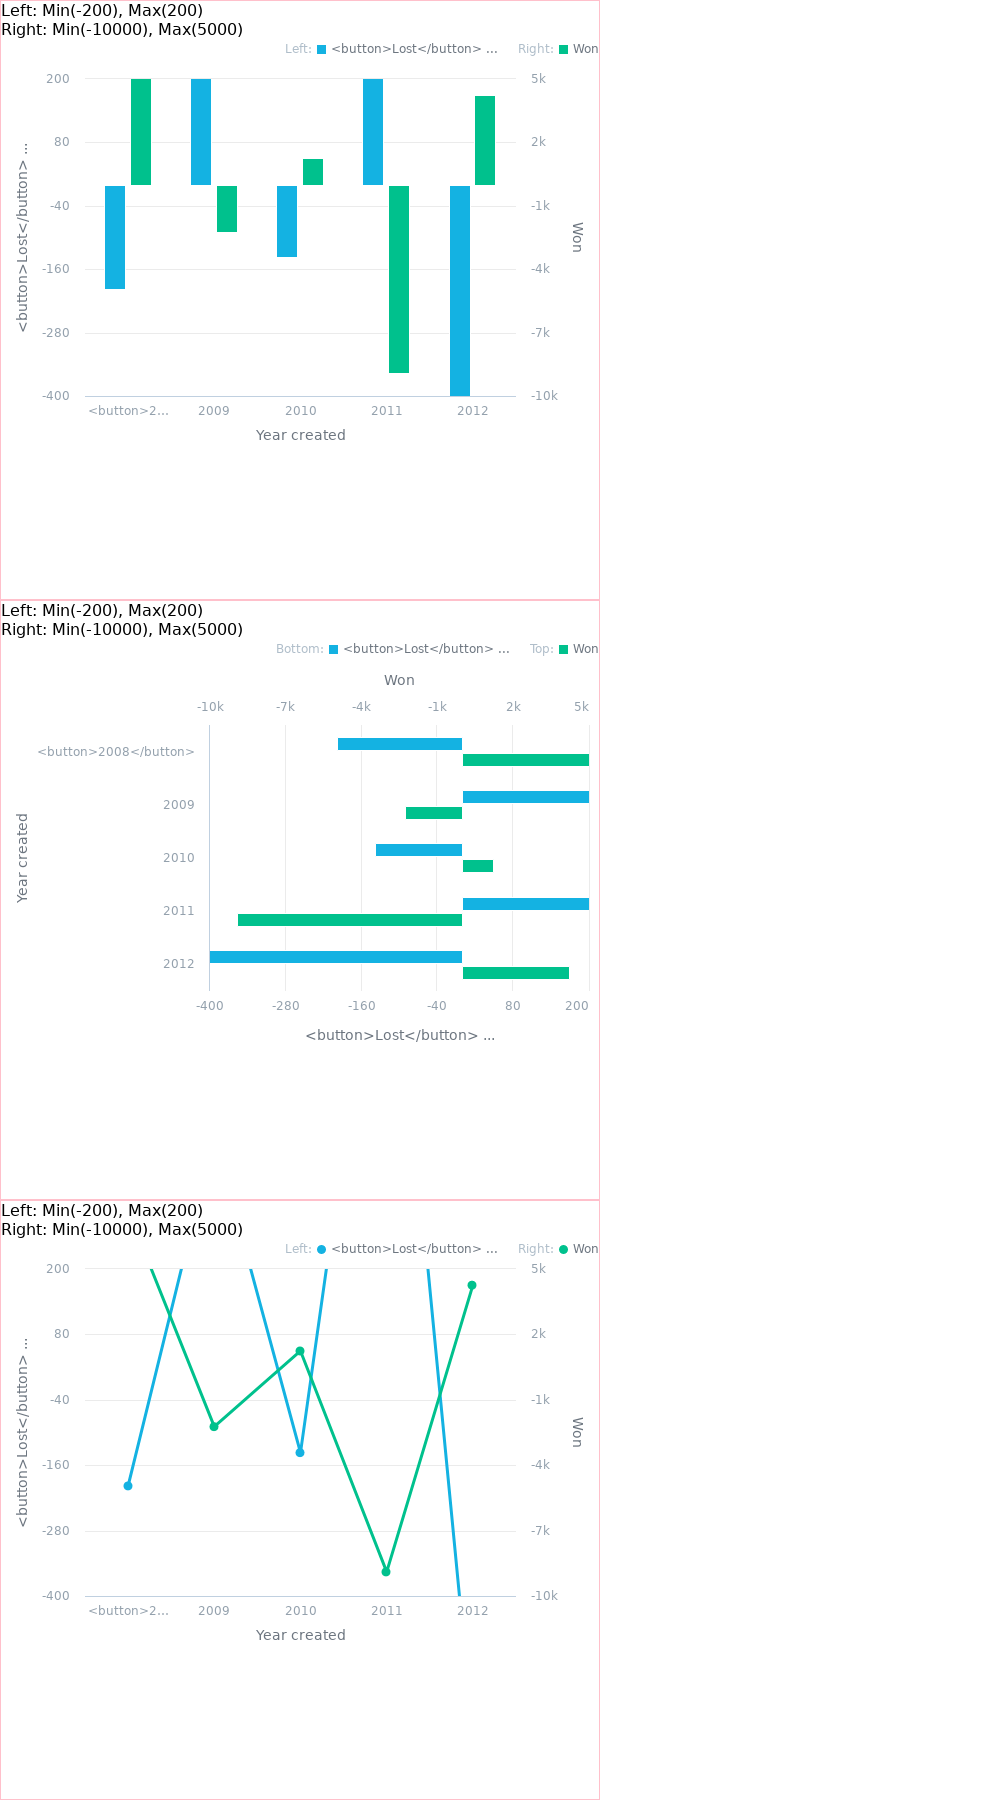 Left: Min(-200), Max(200)
Right: Min(-10000), Max(5000)
Left: <button>Lost</button> ... Right: Won
200 5k
80 2k
-40 -1k
-160 -4k
-280 -7k
-400 -10k
<button>Lost</button> ...
Won
<button>2... 2009 2010 2011 2012
Year created
Left: Min(-200), Max(200)
Right: Min(-10000), Max(5000)
Bottom: <button>Lost</button> ... Top: Won
Won
-10k -7k -4k -1k 2k 5k
<button>2008</button>
2009
2010
2011
2012
Year created
-400 -280 -160 -40 80 200
<button>Lost</button> ...
Left: Min(-200), Max(200)
Right: Min(-10000), Max(5000)
Left: <button>Lost</button> ... Right: Won
200 5k
80 2k
-40 -1k
-160 -4k
-280 -7k
-400 -10k
<button>Lost</button> ...
Won
<button>2... 2009 2010 2011 2012
Year created